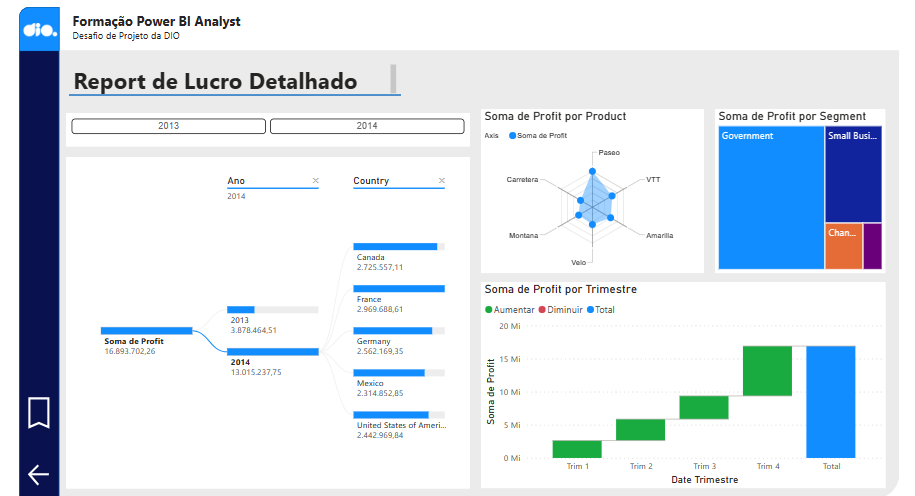 dio.
Formação Power BI Analyst
Desafio de Projeto da DIO
Report de Lucro Detalhado
2013
2014
Ano
2014
Country
Soma de Profit
16.893.702,26
2013
3.878.464,51
2014
13.015.237,75
Canada
2.725.557,11
France
2.969.688,61
Germany
2.562.169,35
Mexico
2.314.852,85
United States of Ameri...
2.442.969,84
Soma de Profit por Product
Axis
Soma de Profit
Paseo
VTT
Amarilla
Velo
Montana
Carretera
Soma de Profit por Segment
Government
Small Busi...
Chan...
Soma de Profit por Trimestre
Aumentar
Diminuir
Total
Soma de Profit
20 Mi
15 Mi
10 Mi
5 Mi
0 Mi
Trim 1
Trim 2
Trim 3
Trim 4
Total
Date Trimestre